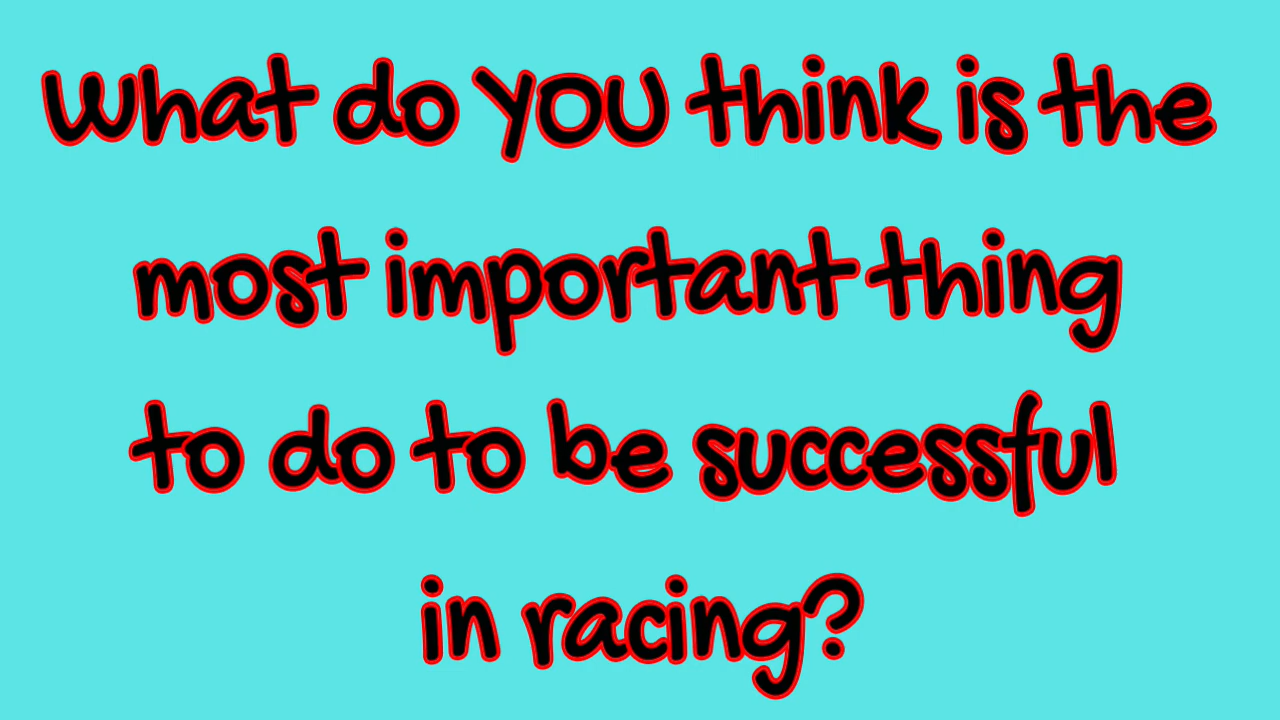 What do YOU think is the
most important thing
to do to be successful
in racing?